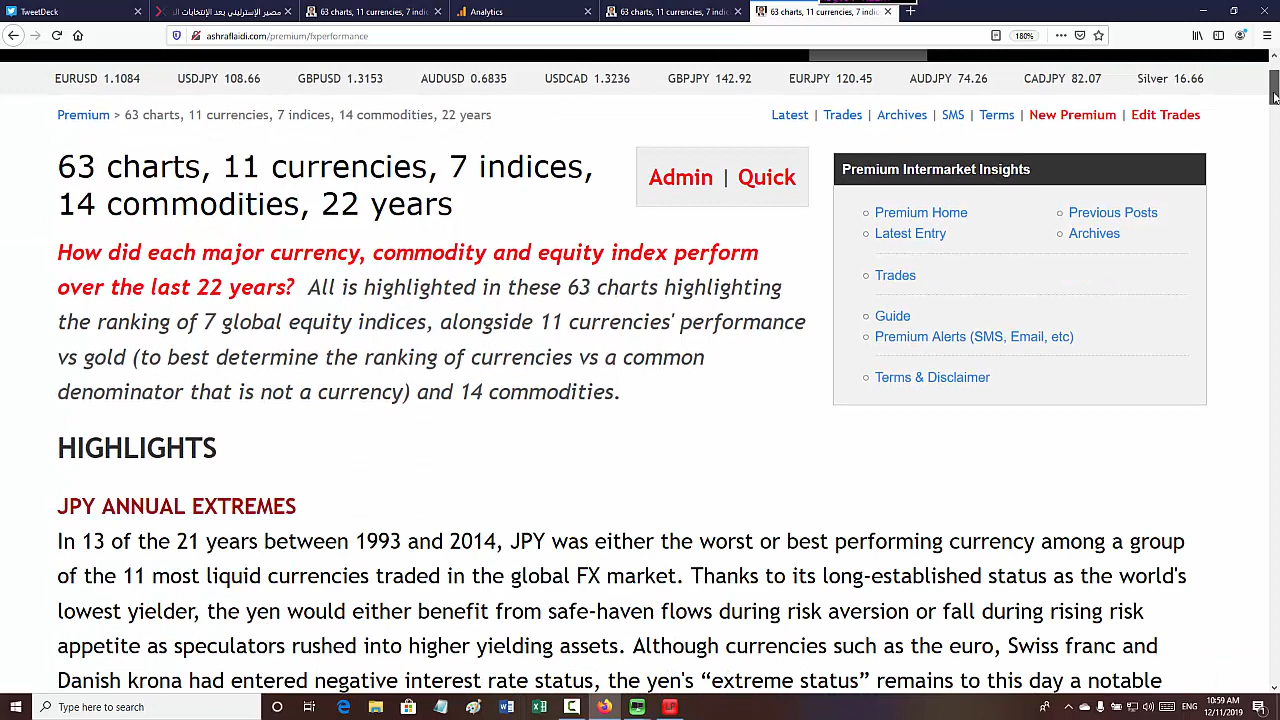 TweetDeck
مصير الإسترليني بعد الإنتخابات ال
63 charts, 11 currencies, 7 indic
Analytics
63 charts, 11 currencies, 7 indic
63 charts, 11 currencies, 7 indic
ashraflaidi.com/premium/fxperformance
180%
EURUSD 1.1084 USDJPY 108.66 GBPUSD 1.3153 AUDUSD 0.6835 USDCAD 1.3236 GBPJPY 142.92 EURJPY 120.45 AUDJPY 74.26 CADJPY 82.07 Silver 16.66
Premium > 63 charts, 11 currencies, 7 indices, 14 commodities, 22 years
Latest | Trades | Archives | SMS | Terms | New Premium | Edit Trades
63 charts, 11 currencies, 7 indices,
14 commodities, 22 years
Admin | Quick
How did each major currency, commodity and equity index perform
over the last 22 years? All is highlighted in these 63 charts highlighting
the ranking of 7 global equity indices, alongside 11 currencies' performance
vs gold (to best determine the ranking of currencies vs a common
denominator that is not a currency) and 14 commodities.
Premium Intermarket Insights
Premium Home
Previous Posts
Latest Entry
Archives
Trades
Guide
Premium Alerts (SMS, Email, etc)
Terms & Disclaimer
HIGHLIGHTS
JPY ANNUAL EXTREMES
In 13 of the 21 years between 1993 and 2014, JPY was either the worst or best performing currency among a group
of the 11 most liquid currencies traded in the global FX market. Thanks to its long-established status as the world's
lowest yielder, the yen would either benefit from safe-haven flows during risk aversion or fall during rising risk
appetite as speculators rushed into higher yielding assets. Although currencies such as the euro, Swiss franc and
Danish krona had entered negative interest rate status, the yen's “extreme status” remains to this day a notable
Type here to search
10:59 AM
12/11/2019